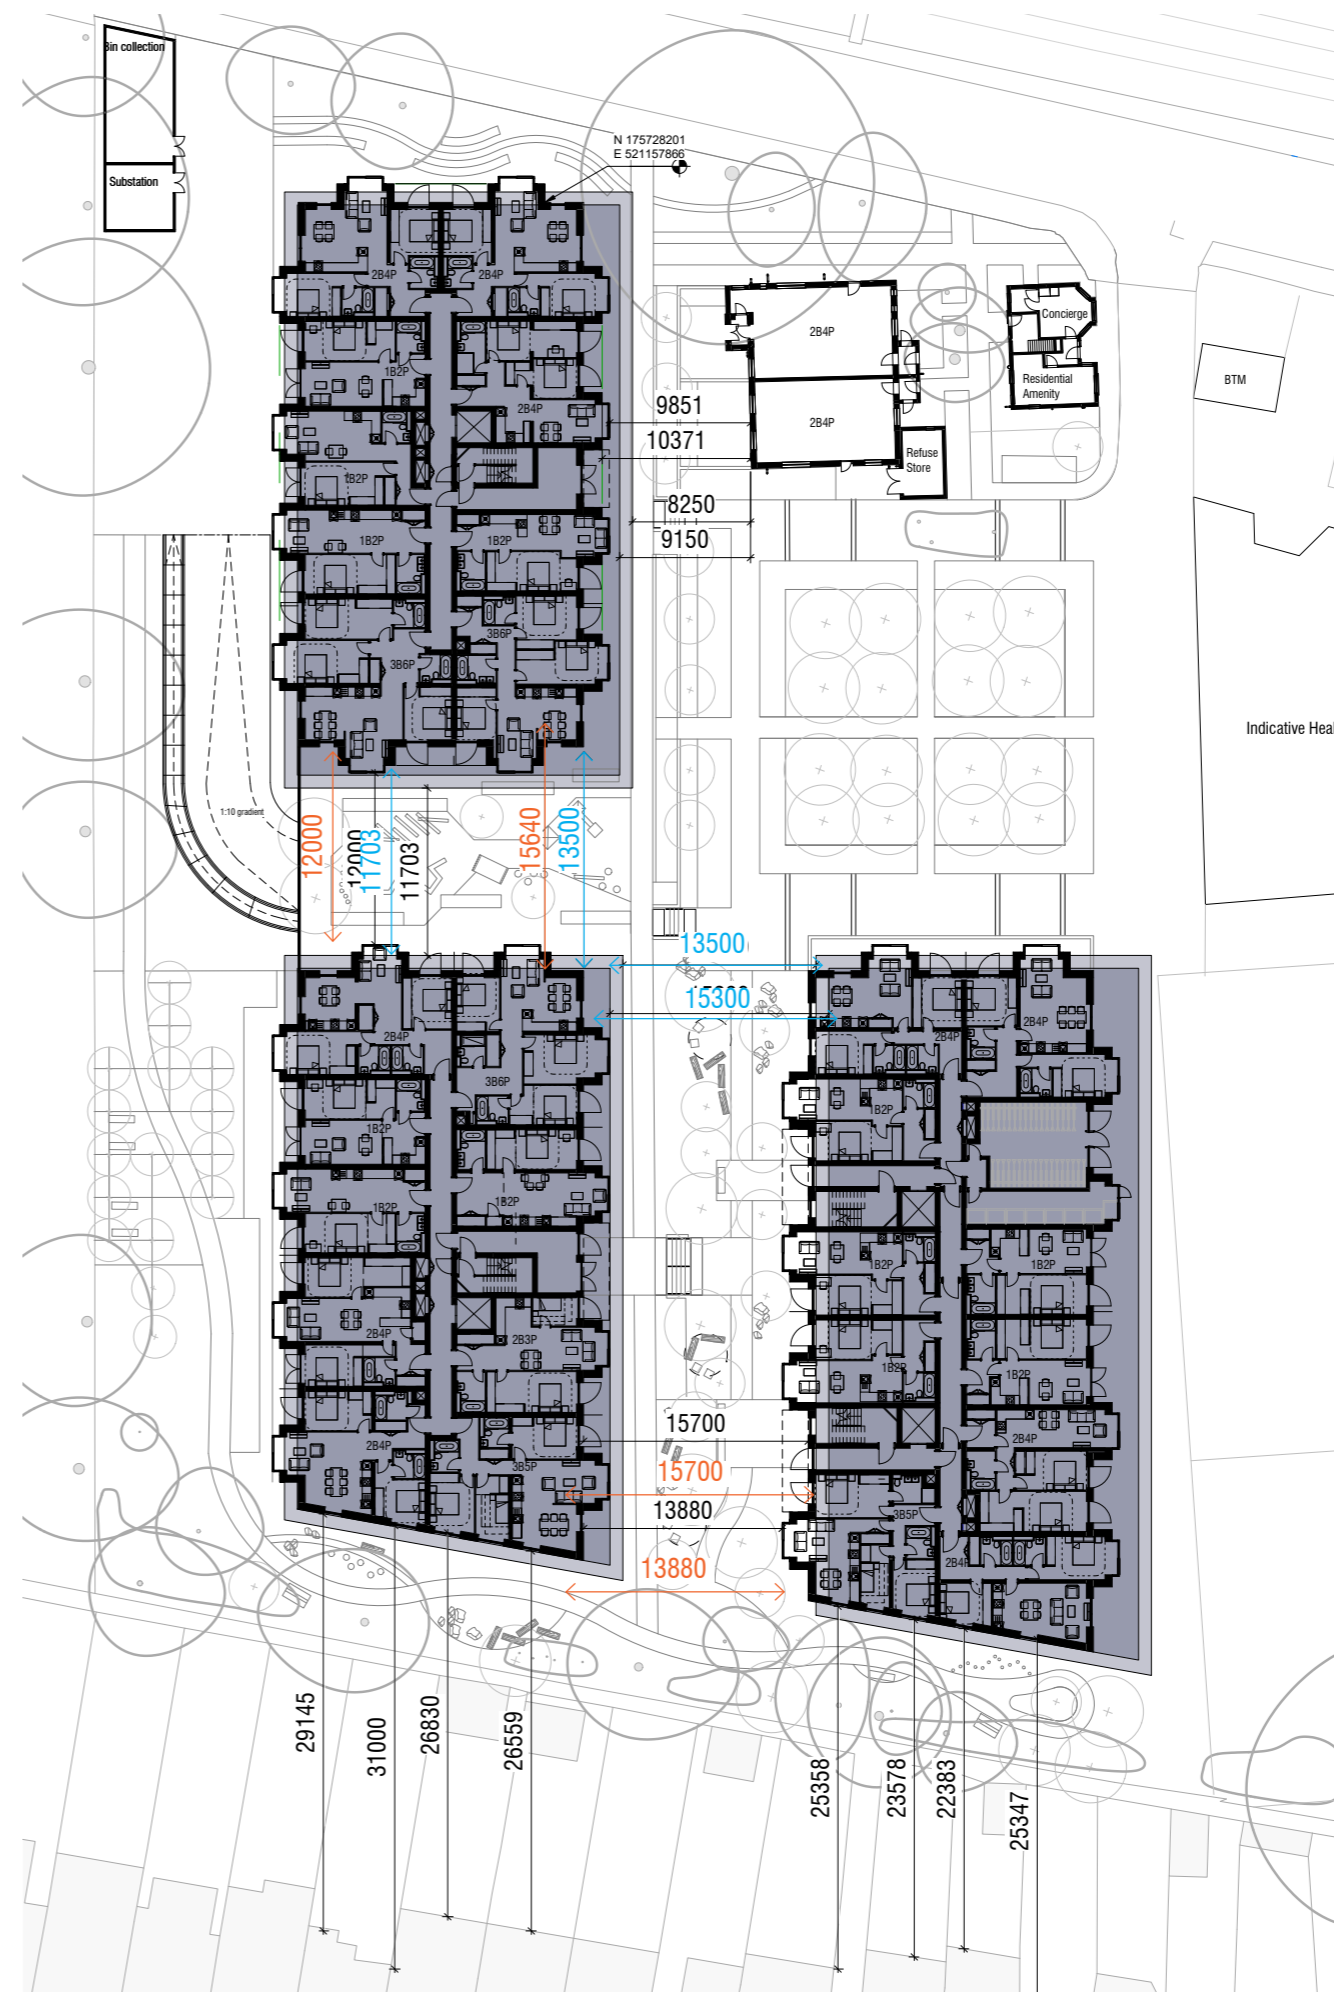 Bin collection
Substation
N 175728201
E 521157866
2B4P
2B4P
1B2P
2B4P
1B2P
1B2P
1B2P
3B6P
3B6P
2B4P
2B4P
Concierge
Residential
Amenity
Refuse
Store
BTM
9851
10371
8250
9150
Indicative Heal
1:10 gradient
12000
12000
11703
11703
15640
13500
13500
15300
2B4P
3B6P
1B2P
1B2P
1B2P
2B4P
2B3P
2B4P
3B5P
2B4P
2B4P
1B2P
1B2P
1B2P
1B2P
1B2P
2B4P
3B5P
2B4P
15700
15700
13880
13880
29145
31000
26830
26559
25358
23578
22383
25347